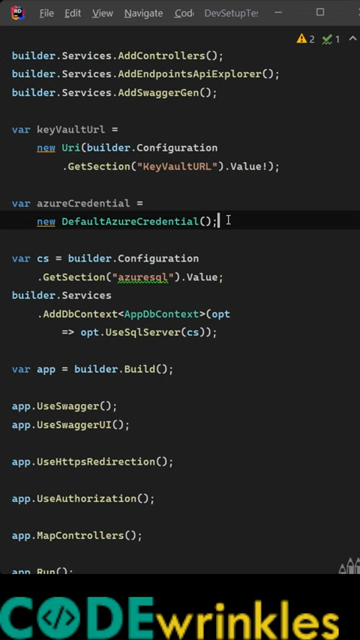 RD File Edit View Navigate Code DevSetupTes
2 1
builder.Services.AddControllers();
builder.Services.AddEndpointsApiExplorer();
builder.Services.AddSwaggerGen();
var keyVaultUrl =
new Uri(builder.Configuration
.GetSection("KeyVaultURL").Value!);
var azureCredential =
new DefaultAzureCredential();
var cs = builder.Configuration
.GetSection("azuresql").Value;
builder.Services
.AddDbContext<AppDbContext>(opt
=> opt.UseSqlServer(cs));
var app = builder.Build();
app.UseSwagger();
app.UseSwaggerUI();
app.UseHttpsRedirection();
app.UseAuthorization();
app.MapControllers();
app.Run();
CODEwrinkles